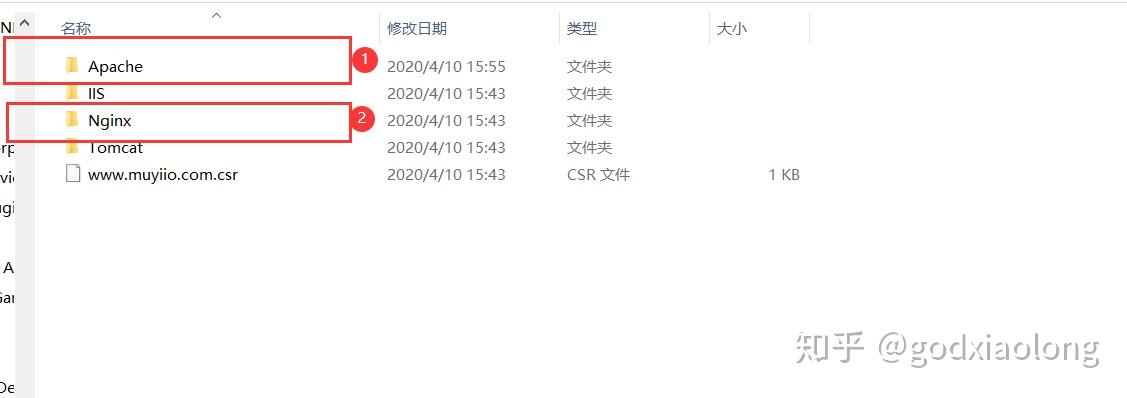 名称 修改日期 类型 大小
Apache 2020/4/10 15:55 文件夹
1
IIS 2020/4/10 15:43 文件夹
Nginx 2020/4/10 15:43 文件夹
2
Tomcat 2020/4/10 15:43 文件夹
www.muyiio.com.csr 2020/4/10 15:43 CSR 文件 1 KB
知乎 @godxiaolong